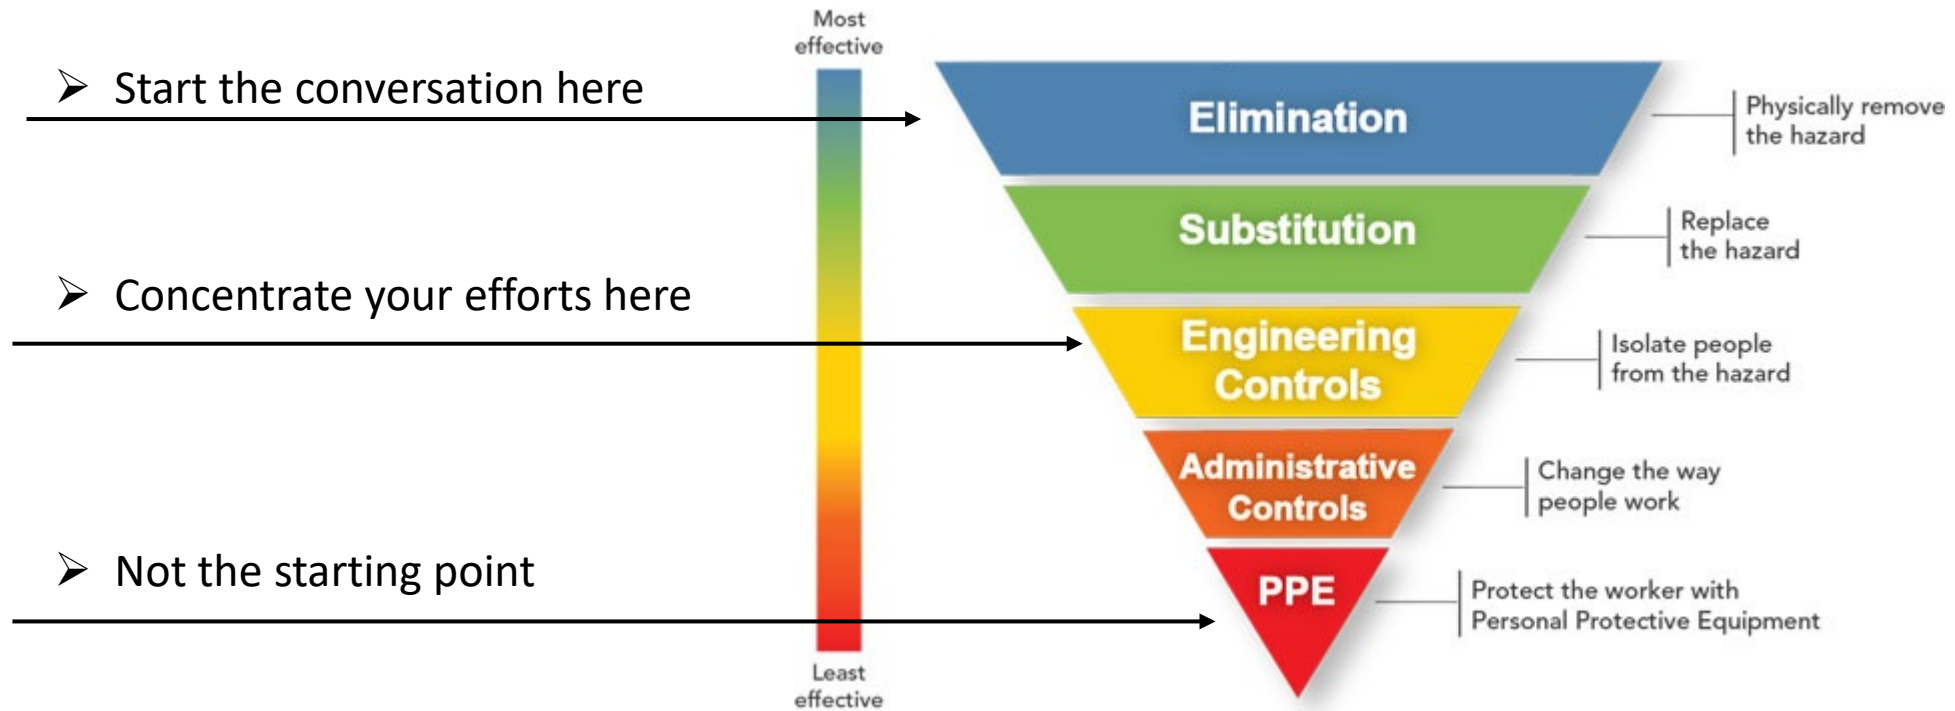 Most
effective
➢ Start the conversation here
Elimination
Physically remove
the hazard
Substitution
Replace
the hazard
➢ Concentrate your efforts here
Engineering
Controls
Isolate people
from the hazard
Administrative
Controls
Change the way
people work
➢ Not the starting point
PPE
Protect the worker with
Personal Protective Equipment
Least
effective